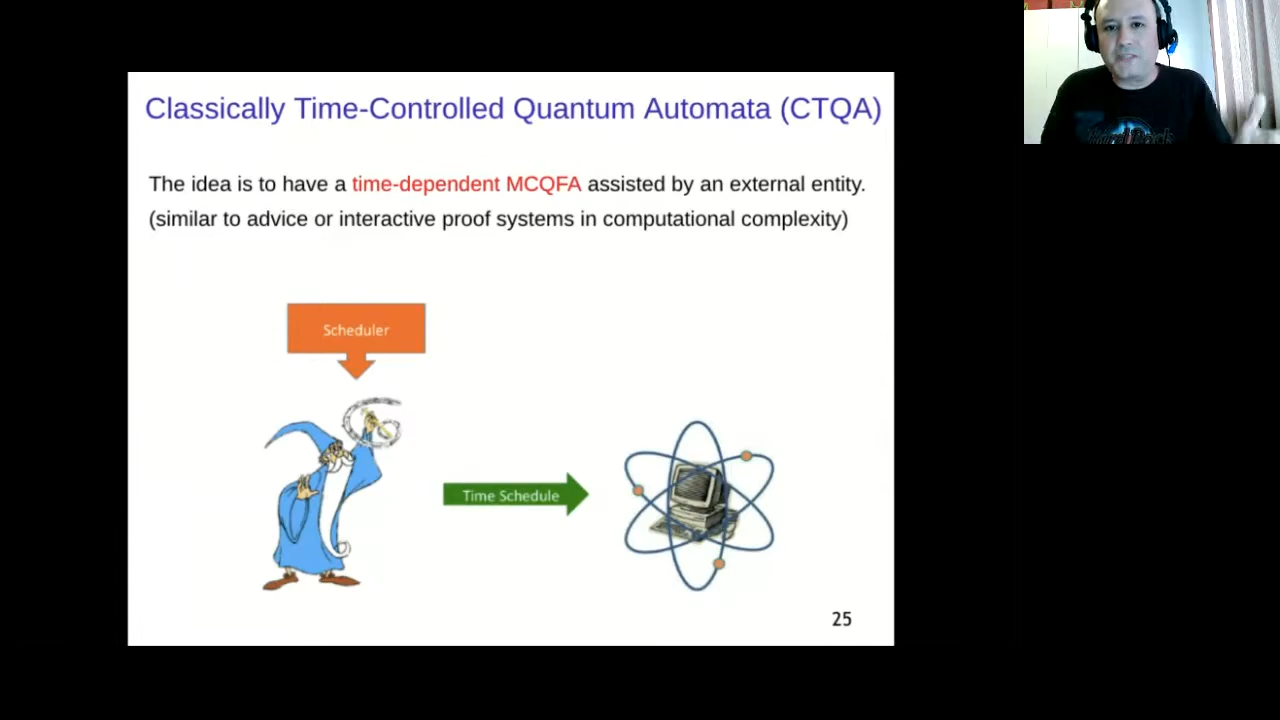 Classically Time-Controlled Quantum Automata (CTQA)
The idea is to have a time-dependent MCQFA assisted by an external entity.
(similar to advice or interactive proof systems in computational complexity)
Scheduler
Time Schedule
25